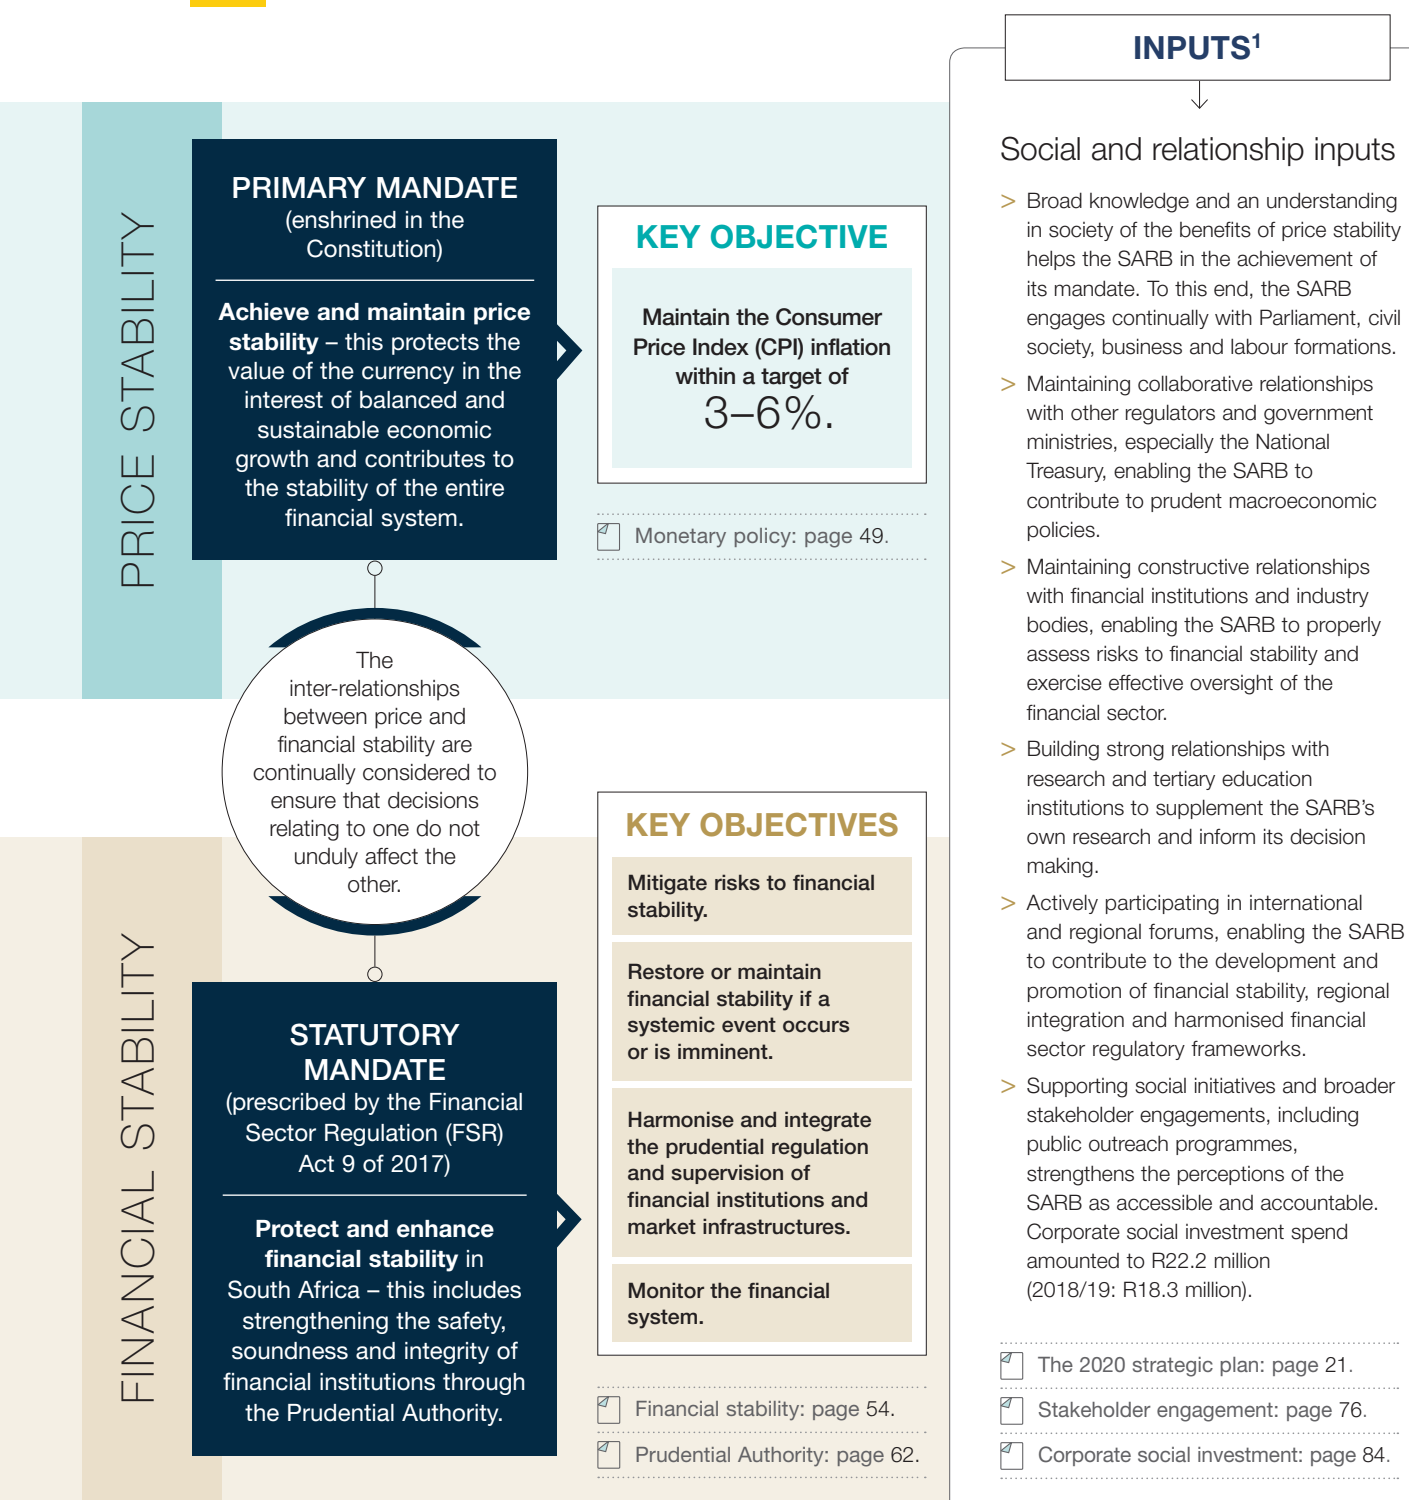 PRICE STABILITY
PRIMARY MANDATE
(enshrined in the
Constitution)
Achieve and maintain price
stability – this protects the
value of the currency in the
interest of balanced and
sustainable economic
growth and contributes to
the stability of the entire
financial system.
KEY OBJECTIVE
Maintain the Consumer
Price Index (CPI) inflation
within a target of
3–6%.
Monetary policy: page 49.
The
inter-relationships
between price and
financial stability are
continually considered to
ensure that decisions
relating to one do not
unduly affect the
other.
FINANCIAL STABILITY
STATUTORY
MANDATE
(prescribed by the Financial
Sector Regulation (FSR)
Act 9 of 2017)
Protect and enhance
financial stability in
South Africa – this includes
strengthening the safety,
soundness and integrity of
financial institutions through
the Prudential Authority.
KEY OBJECTIVES
Mitigate risks to financial
stability.
Restore or maintain
financial stability if a
systemic event occurs
or is imminent.
Harmonise and integrate
the prudential regulation
and supervision of
financial institutions and
market infrastructures.
Monitor the financial
system.
Financial stability: page 54.
Prudential Authority: page 62.
INPUTS¹
Social and relationship inputs
> Broad knowledge and an understanding
in society of the benefits of price stability
helps the SARB in the achievement of
its mandate. To this end, the SARB
engages continually with Parliament, civil
society, business and labour formations.
> Maintaining collaborative relationships
with other regulators and government
ministries, especially the National
Treasury, enabling the SARB to
contribute to prudent macroeconomic
policies.
> Maintaining constructive relationships
with financial institutions and industry
bodies, enabling the SARB to properly
assess risks to financial stability and
exercise effective oversight of the
financial sector.
> Building strong relationships with
research and tertiary education
institutions to supplement the SARB's
own research and inform its decision
making.
> Actively participating in international
and regional forums, enabling the SARB
to contribute to the development and
promotion of financial stability, regional
integration and harmonised financial
sector regulatory frameworks.
> Supporting social initiatives and broader
stakeholder engagements, including
public outreach programmes,
strengthens the perceptions of the
SARB as accessible and accountable.
Corporate social investment spend
amounted to R22.2 million
(2018/19: R18.3 million).
The 2020 strategic plan: page 21.
Stakeholder engagement: page 76.
Corporate social investment: page 84.